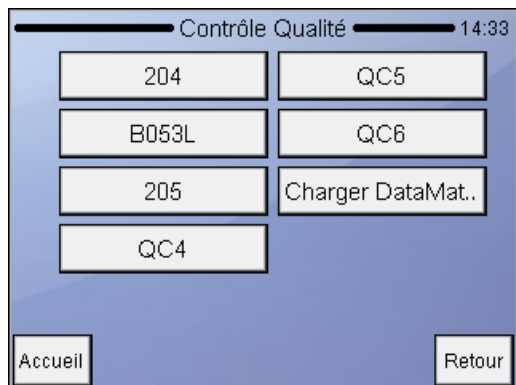 Contrôle Qualité 14:33
204 QC5
B053L QC6
205 Charger DataMat..
QC4
Accueil Retour